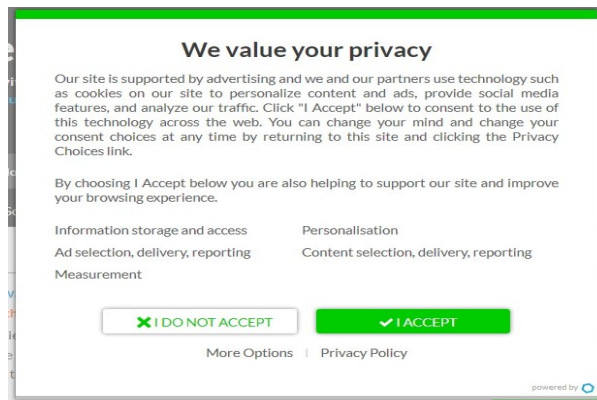 We value your privacy
Our site is supported by advertising and we and our partners use technology such
as cookies on our site to personalize content and ads, provide social media
features, and analyze our traffic. Click "I Accept" below to consent to the use of
this technology across the web. You can change your mind and change your
consent choices at any time by returning to this site and clicking the Privacy
Choices link.
By choosing I Accept below you are also helping to support our site and improve
your browsing experience.
Information storage and access
Personalisation
Ad selection, delivery, reporting
Content selection, delivery, reporting
Measurement
I DO NOT ACCEPT
I ACCEPT
More Options | Privacy Policy
powered by